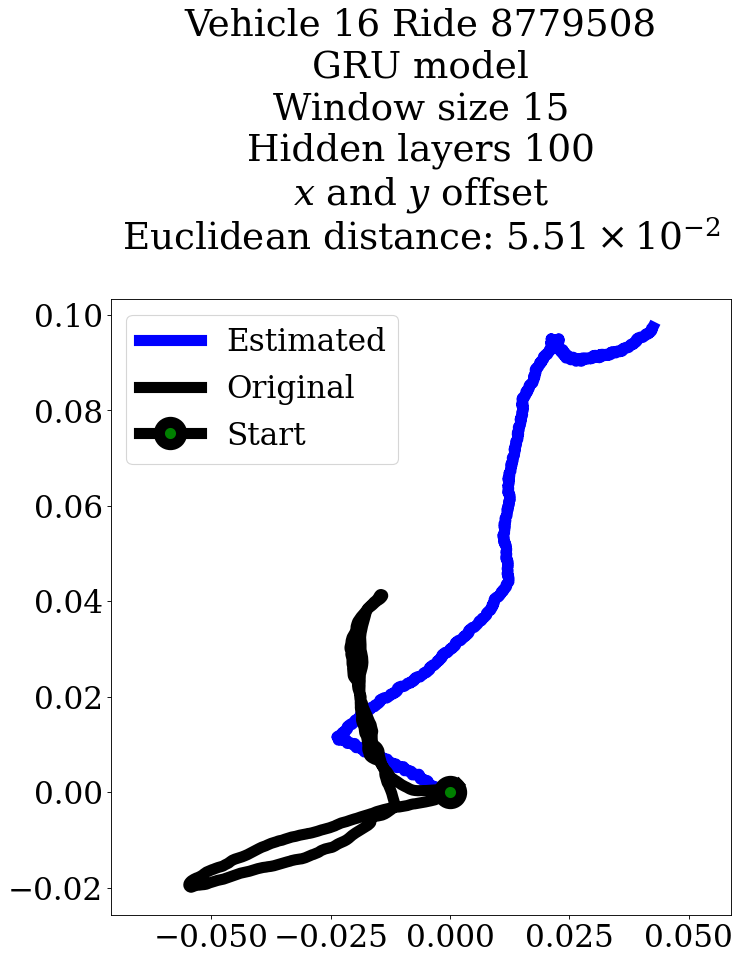 Vehicle 16 Ride 8779508
GRU model
Window size 15
Hidden layers 100
x and y offset
Euclidean distance: 5.51 × 10⁻²
Estimated
Original
Start
0.10
0.08
0.06
0.04
0.02
0.00
−0.02
−0.050 −0.025 0.000 0.025 0.050